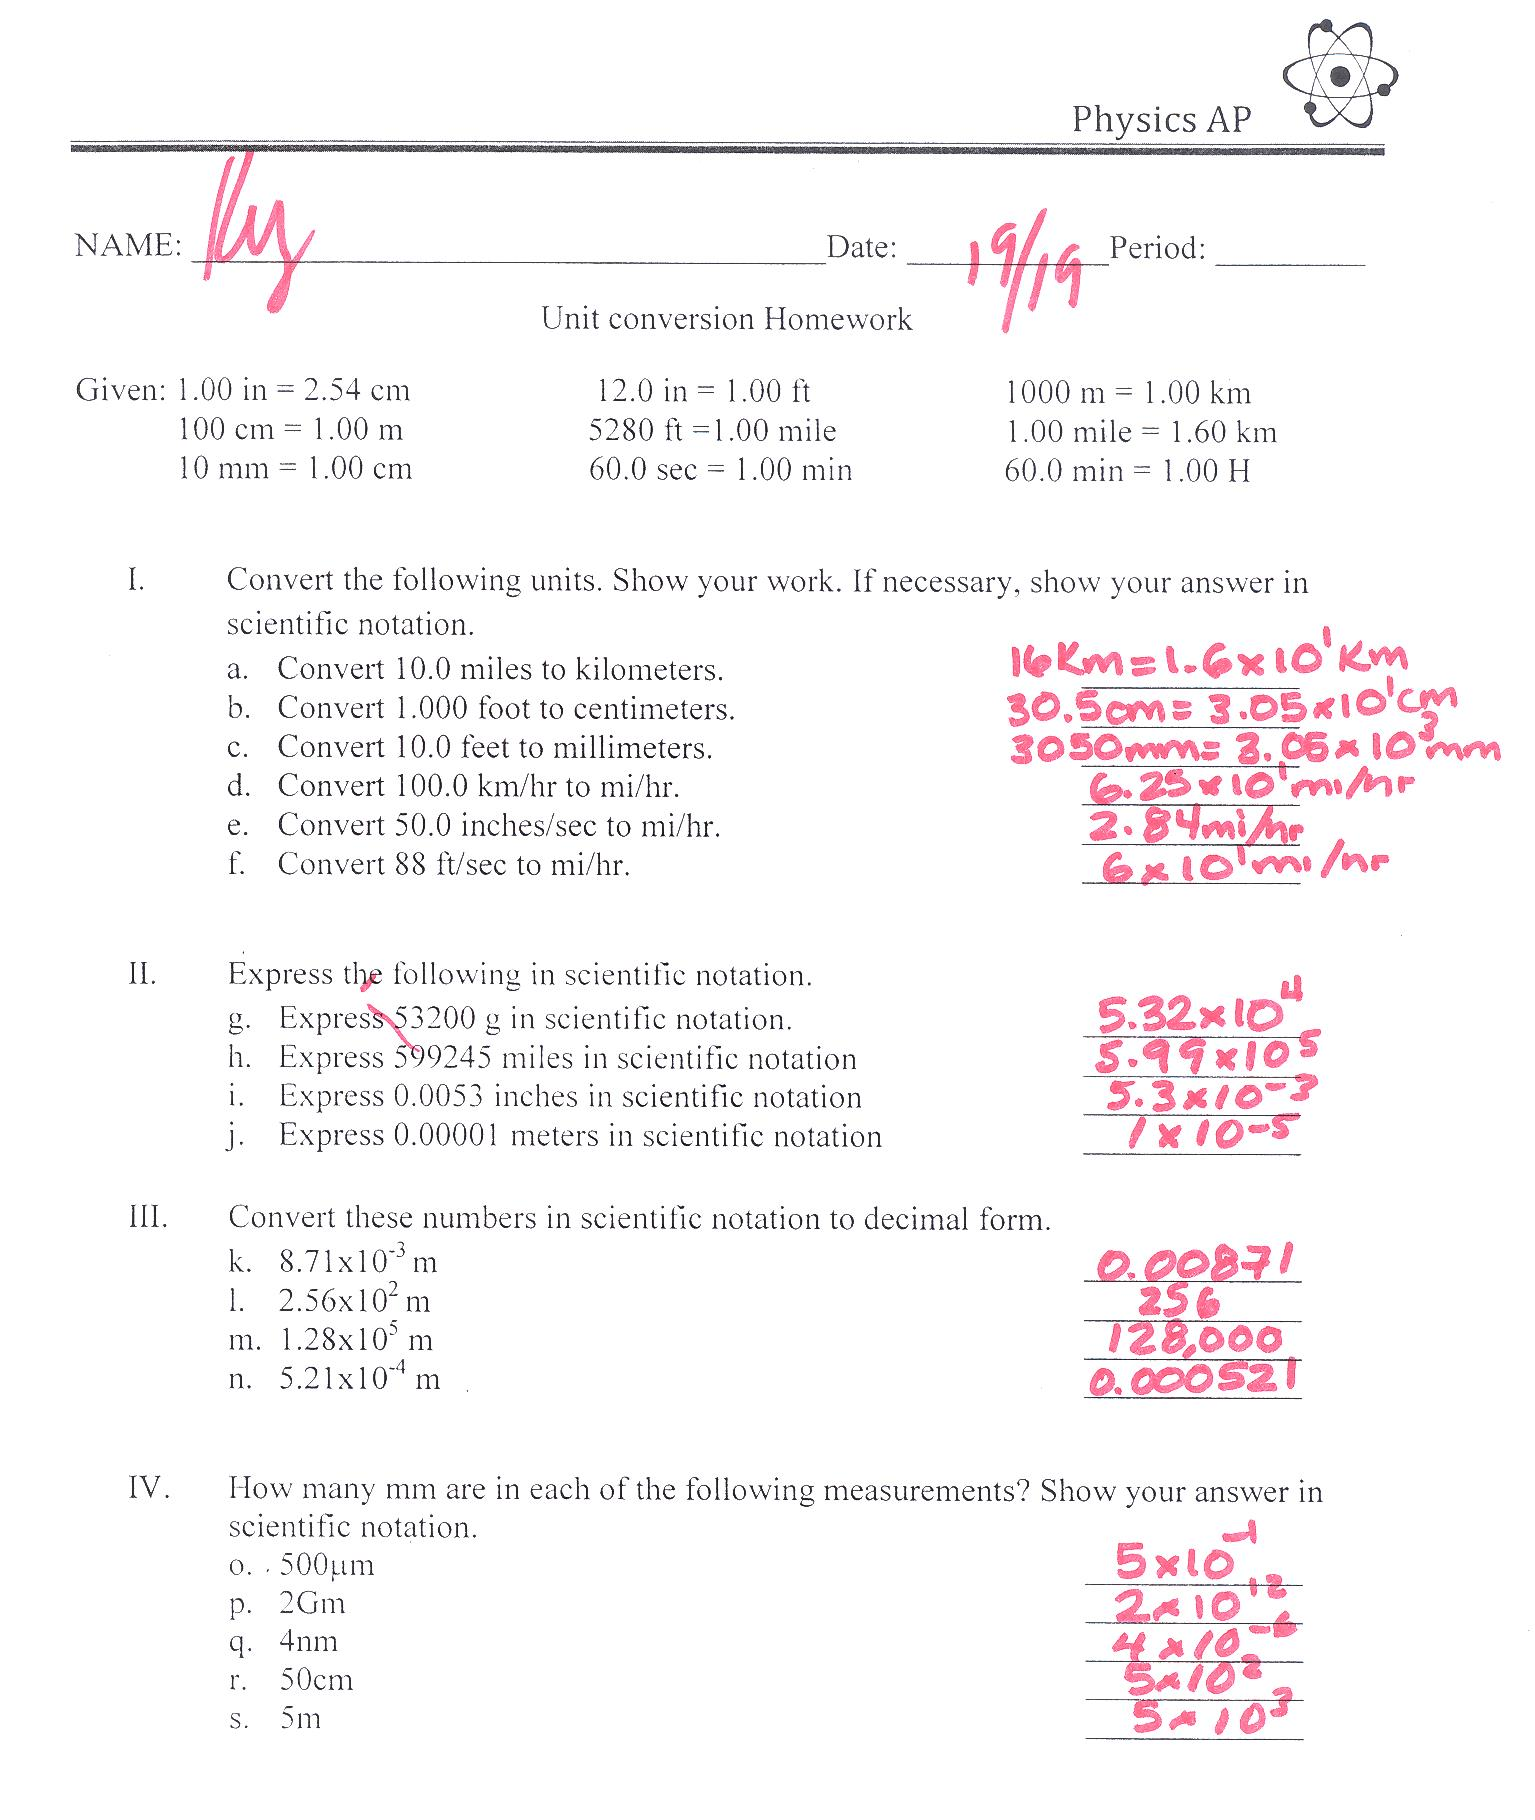 Physics AP
NAME: Key Date: 19/19 Period:
Unit conversion Homework
Given: 1.00 in = 2.54 cm 12.0 in = 1.00 ft 1000 m = 1.00 km
100 cm = 1.00 m 5280 ft =1.00 mile 1.00 mile = 1.60 km
10 mm = 1.00 cm 60.0 sec = 1.00 min 60.0 min = 1.00 H
I. Convert the following units. Show your work. If necessary, show your answer in
scientific notation.
a. Convert 10.0 miles to kilometers. 16Km=1.6x10¹Km
b. Convert 1.000 foot to centimeters. 30.5cm= 3.05x10¹cm
c. Convert 10.0 feet to millimeters. 3050mm= 3.05x10³mm
d. Convert 100.0 km/hr to mi/hr. 6.25x10¹mi/hr
e. Convert 50.0 inches/sec to mi/hr. 2.84mi/hr
f. Convert 88 ft/sec to mi/hr. 6x10¹mi/hr
II. Express the following in scientific notation.
g. Express 53200 g in scientific notation. 5.32x10⁴
h. Express 599245 miles in scientific notation 5.99x10⁵
i. Express 0.0053 inches in scientific notation 5.3x10⁻³
j. Express 0.00001 meters in scientific notation 1x10⁻⁵
III. Convert these numbers in scientific notation to decimal form.
k. 8.71x10⁻³ m 0.00871
l. 2.56x10² m 256
m. 1.28x10⁵ m 128,000
n. 5.21x10⁻⁴ m 0.000521
IV. How many mm are in each of the following measurements? Show your answer in
scientific notation.
o. 500µm 5x10⁻¹
p. 2Gm 2x10¹²
q. 4nm 4x10⁻⁶
r. 50cm 5x10²
s. 5m 5x10³